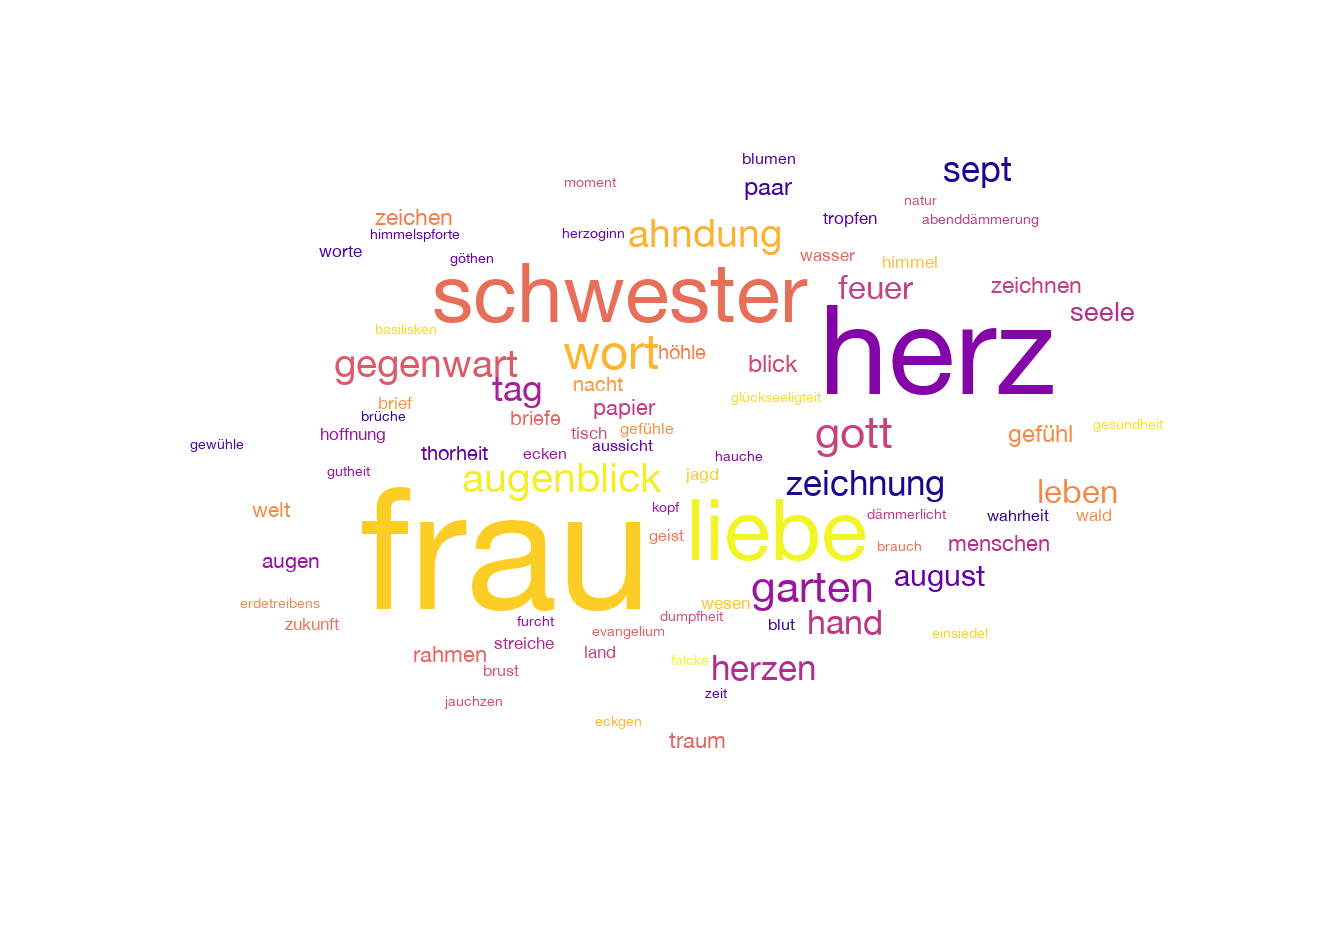 blumen
sept
moment
paar
natur
zeichen
tropfen
abenddämmerung
himmelspforte
herzoginn
ahndung
worte
göthen
wasser
himmel
schwester
feuer
zeichnen
seele
basilisken
herz
gegenwart
wort
höhle
blick
tag
nacht
glückseeligteit
brief
papier
brüche
briefe
gesundheit
hoffnung
tisch
gefühle
gott
gefühl
gewühle
thorheit
ecken
aussicht
hauche
gutheit
augenblick
jagd
zeichnung
leben
welt
kopf
dämmerlicht
wahrheit
wald
frau
geist
liebe
brauch
menschen
augen
august
garten
erdetreibens
wesen
zukunft
furcht
dumpfheit
blut
hand
evangelium
einsiedel
streiche
rahmen
land
falcke
herzen
brust
zeit
jauchzen
eckgen
traum